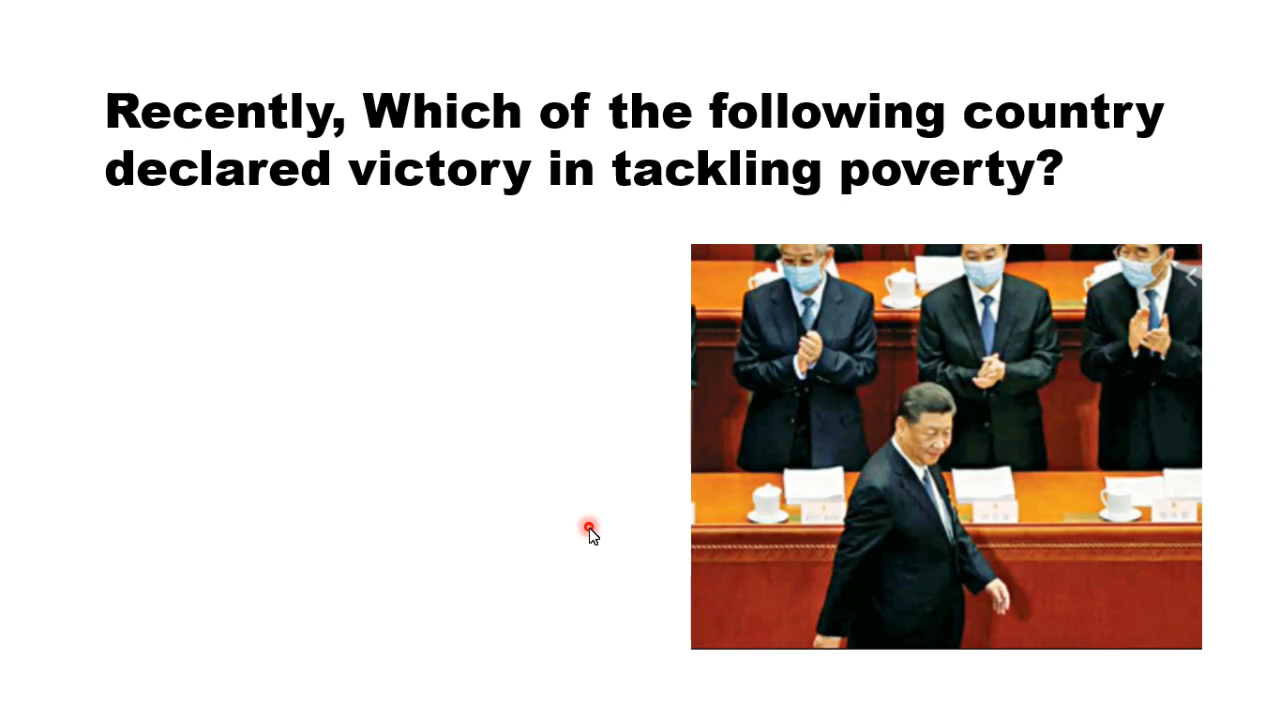 Recently, Which of the following country
declared victory in tackling poverty?